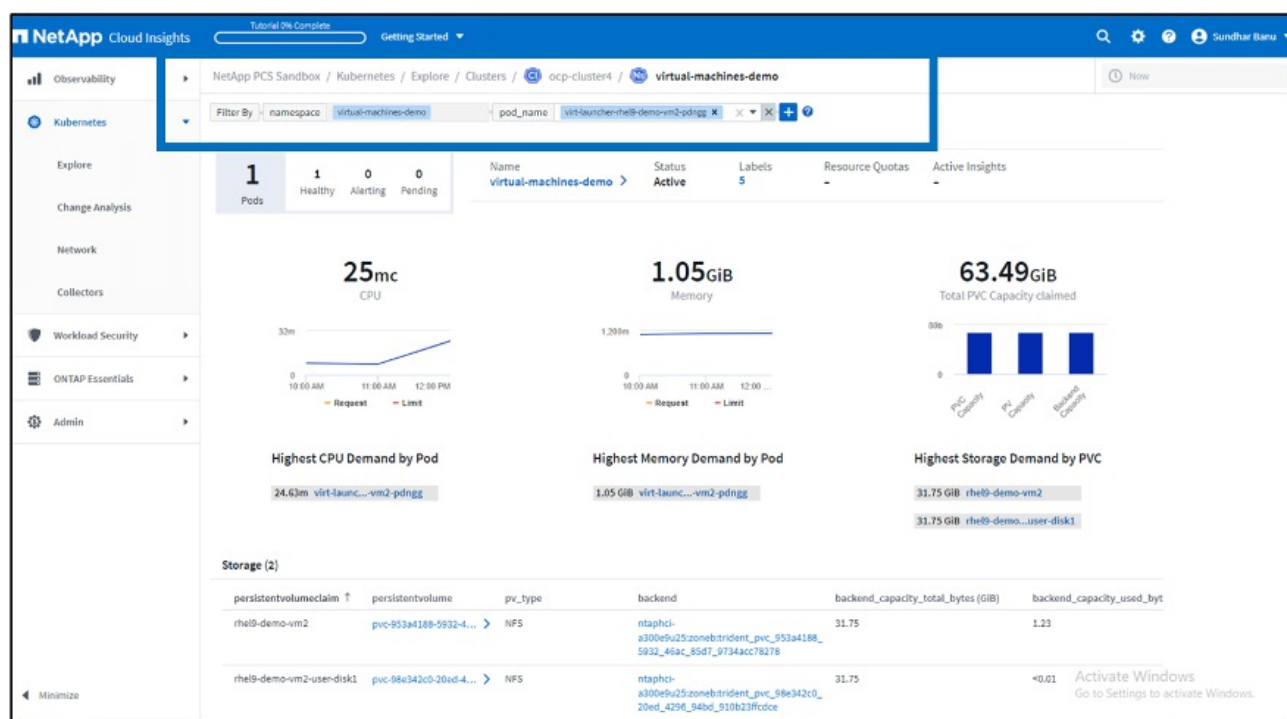 NetApp Cloud Insights
Tutorial 0% Complete
Getting Started
Sundhar Banu
Observability
Kubernetes
Explore
Change Analysis
Network
Collectors
Workload Security
ONTAP Essentials
Admin
Minimize
NetApp PCS Sandbox / Kubernetes / Explore / Clusters / CI ocp-cluster4 / NS virtual-machines-demo
Now
Filter By namespace virtual-machines-demo pod_name virt-launcher-rhel9-demo-vm2-pdngg
1 Pods
1 Healthy
0 Alerting
0 Pending
Name Status Labels Resource Quotas Active Insights
virtual-machines-demo > Active 5 - -
25mc
CPU
32m
0
10:00 AM 11:00 AM 12:00 PM
Request Limit
1.05GiB
Memory
1,200m
0
10:00 AM 11:00 AM 12:00 ...
Request Limit
63.49GiB
Total PVC Capacity claimed
0
PVC Capacity
PV Capacity
Backend Capacity
Highest CPU Demand by Pod
24.63m virt-launc...-vm2-pdngg
Highest Memory Demand by Pod
1.05 GiB virt-launc...-vm2-pdngg
Highest Storage Demand by PVC
31.75 GiB rhel9-demo-vm2
31.75 GiB rhel9-demo...user-disk1
Storage (2)
persistentvolumeclaim ↑ persistentvolume pv_type backend backend_capacity_total_bytes (GiB) backend_capacity_used_byt
rhel9-demo-vm2 pvc-953a4188-5932-4... > NFS ntaphci- 31.75 1.23
a300e9u25:zoneb:trident_pvc_953a4188_
5932_46ac_85d7_9734acc78278
rhel9-demo-vm2-user-disk1 pvc-98e342c0-20ed-4... > NFS ntaphci- 31.75 <0.01
a300e9u25:zoneb:trident_pvc_98e342c0_
20ed_4296_94bd_910b23ffcdce
Activate Windows
Go to Settings to activate Windows.